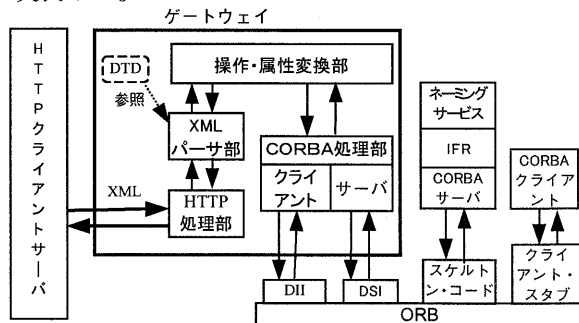 ゲートウェイ
HTTPクライアントサーバ
DTD
参照
操作・属性変換部
XML
パーサ部
XML
HTTP
処理部
CORBA処理部
クライ
アント
サーバ
ネーミング
サービス
IFR
CORBA
サーバ
CORBA
クライア
ント
DII
DSI
スケルト
ン・コード
クライ
アント・
スタブ
ORB